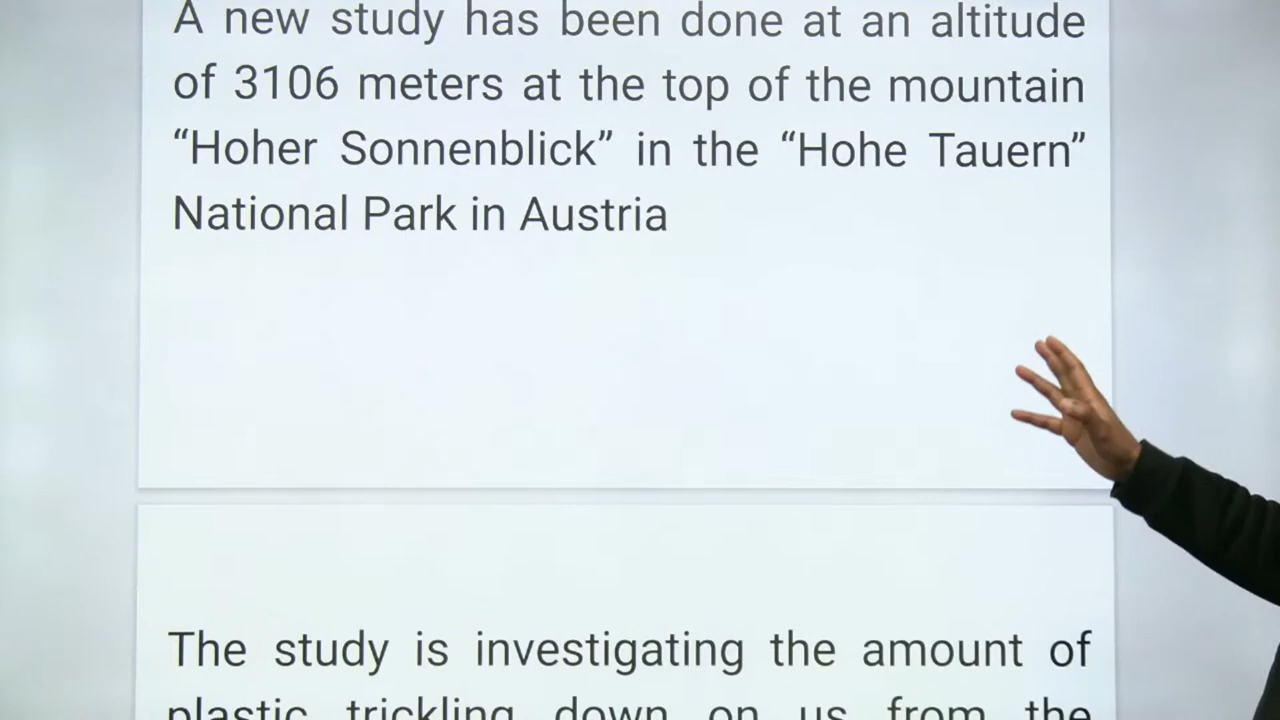 A new study has been done at an altitude
of 3106 meters at the top of the mountain
“Hoher Sonnenblick” in the “Hohe Tauern”
National Park in Austria
The study is investigating the amount of
plastic trickling down on us from the